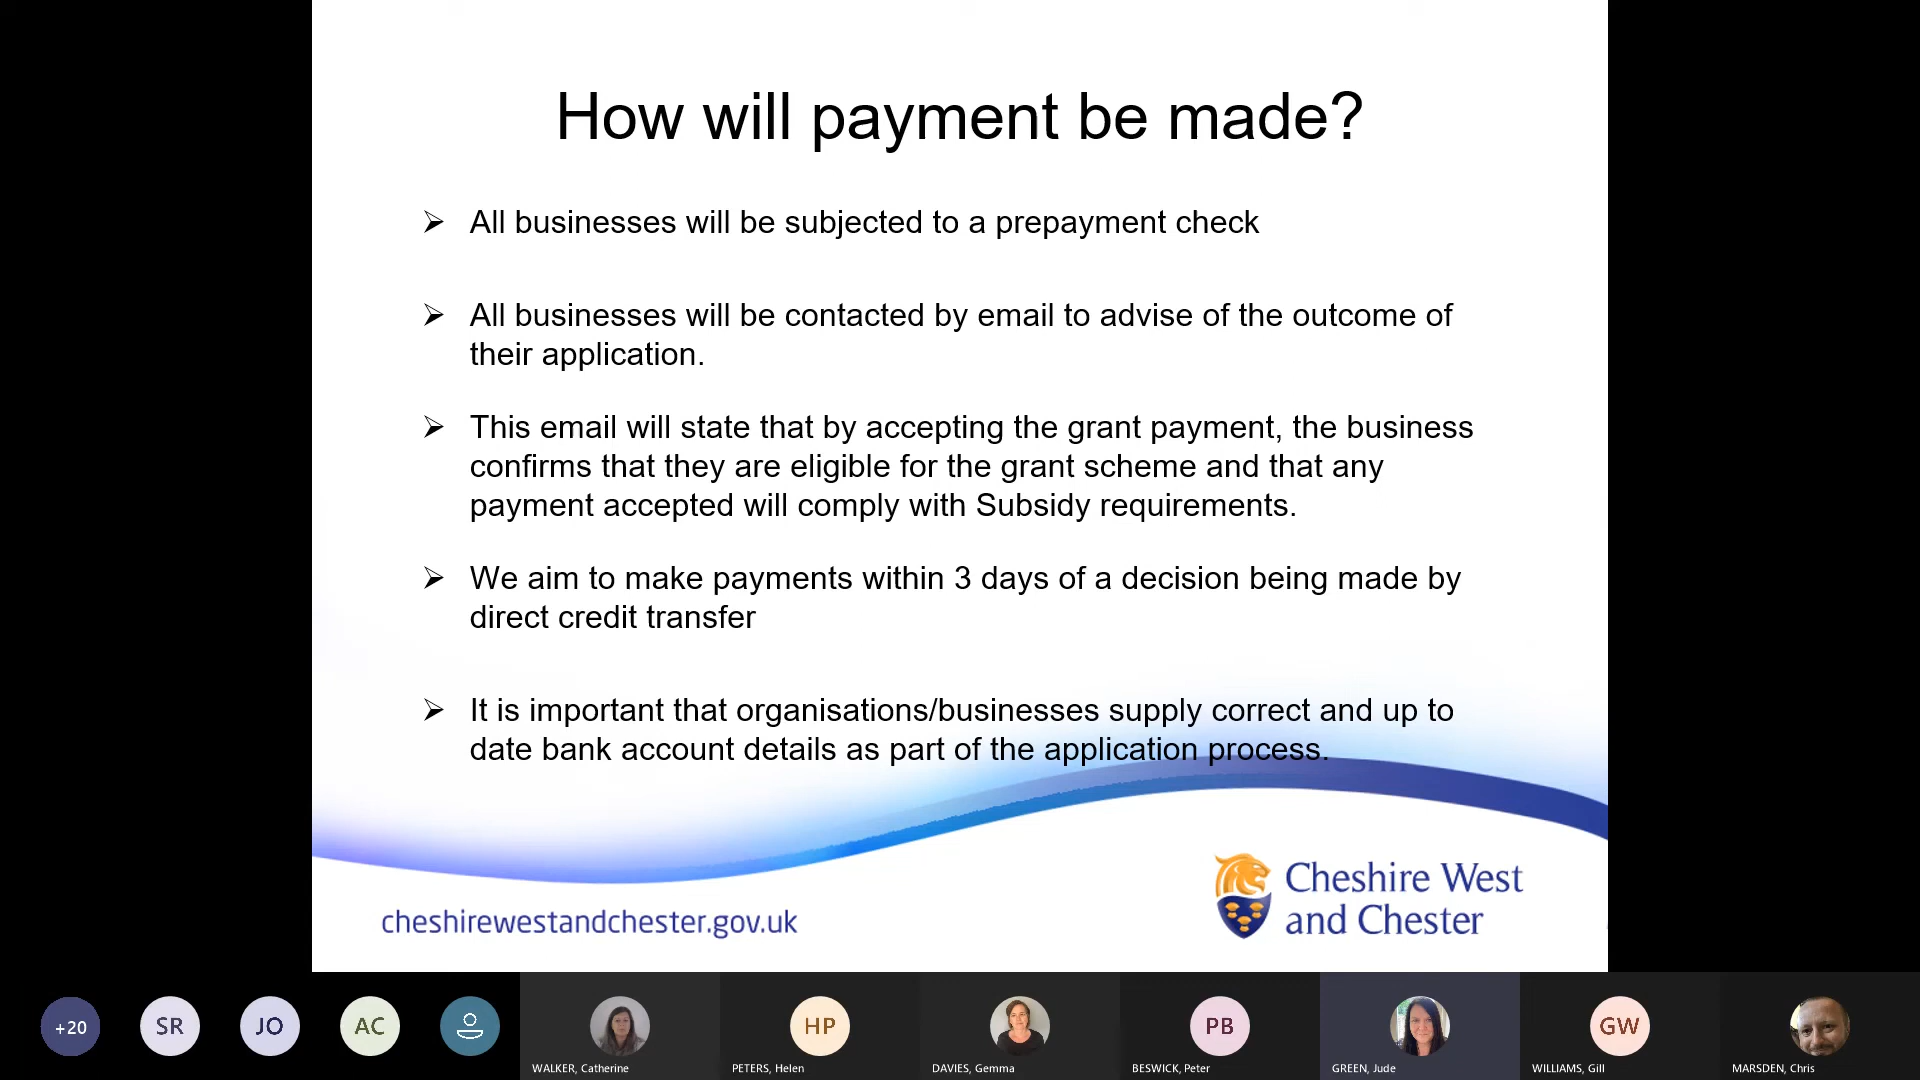 How will payment be made?
All businesses will be subjected to a prepayment check
All businesses will be contacted by email to advise of the outcome of
their application.
This email will state that by accepting the grant payment, the business
confirms that they are eligible for the grant scheme and that any
payment accepted will comply with Subsidy requirements.
We aim to make payments within 3 days of a decision being made by
direct credit transfer
It is important that organisations/businesses supply correct and up to
date bank account details as part of the application process.
cheshirewestandchester.gov.uk
Cheshire West
and Chester
+20
SR
JO
AC
HP
PB
GW
WALKER, Catherine
PETERS, Helen
DAVIES, Gemma
BESWICK, Peter
GREEN, Jude
WILLIAMS, Gill
MARSDEN, Chris